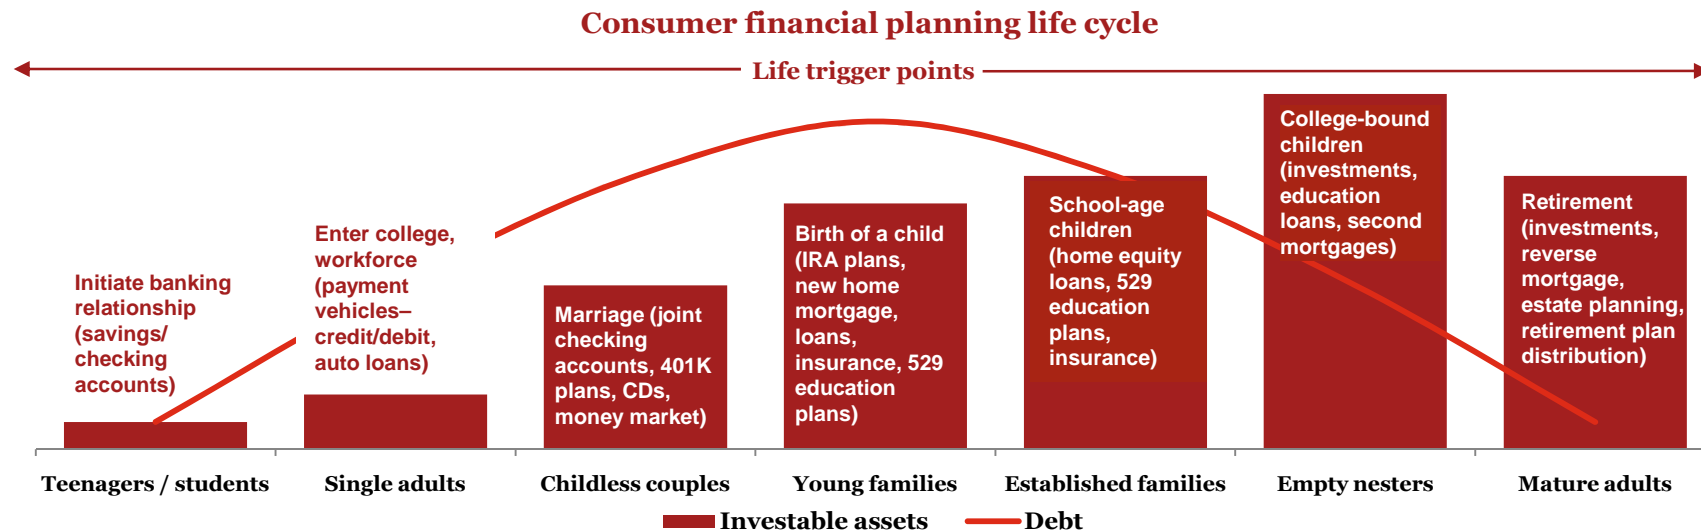 Consumer financial planning life cycle
Life trigger points
Initiate banking
relationship
(savings/
checking
accounts)
Enter college,
workforce
(payment
vehicles–
credit/debit,
auto loans)
Marriage (joint
checking
accounts, 401K
plans, CDs,
money market)
Birth of a child
(IRA plans,
new home
mortgage,
loans,
insurance, 529
education
plans)
School-age
children
(home equity
loans, 529
education
plans,
insurance)
College-bound
children
(investments,
education
loans, second
mortgages)
Retirement
(investments,
reverse
mortgage,
estate planning,
retirement plan
distribution)
Teenagers / students
Single adults
Childless couples
Young families
Established families
Empty nesters
Mature adults
Investable assets
Debt